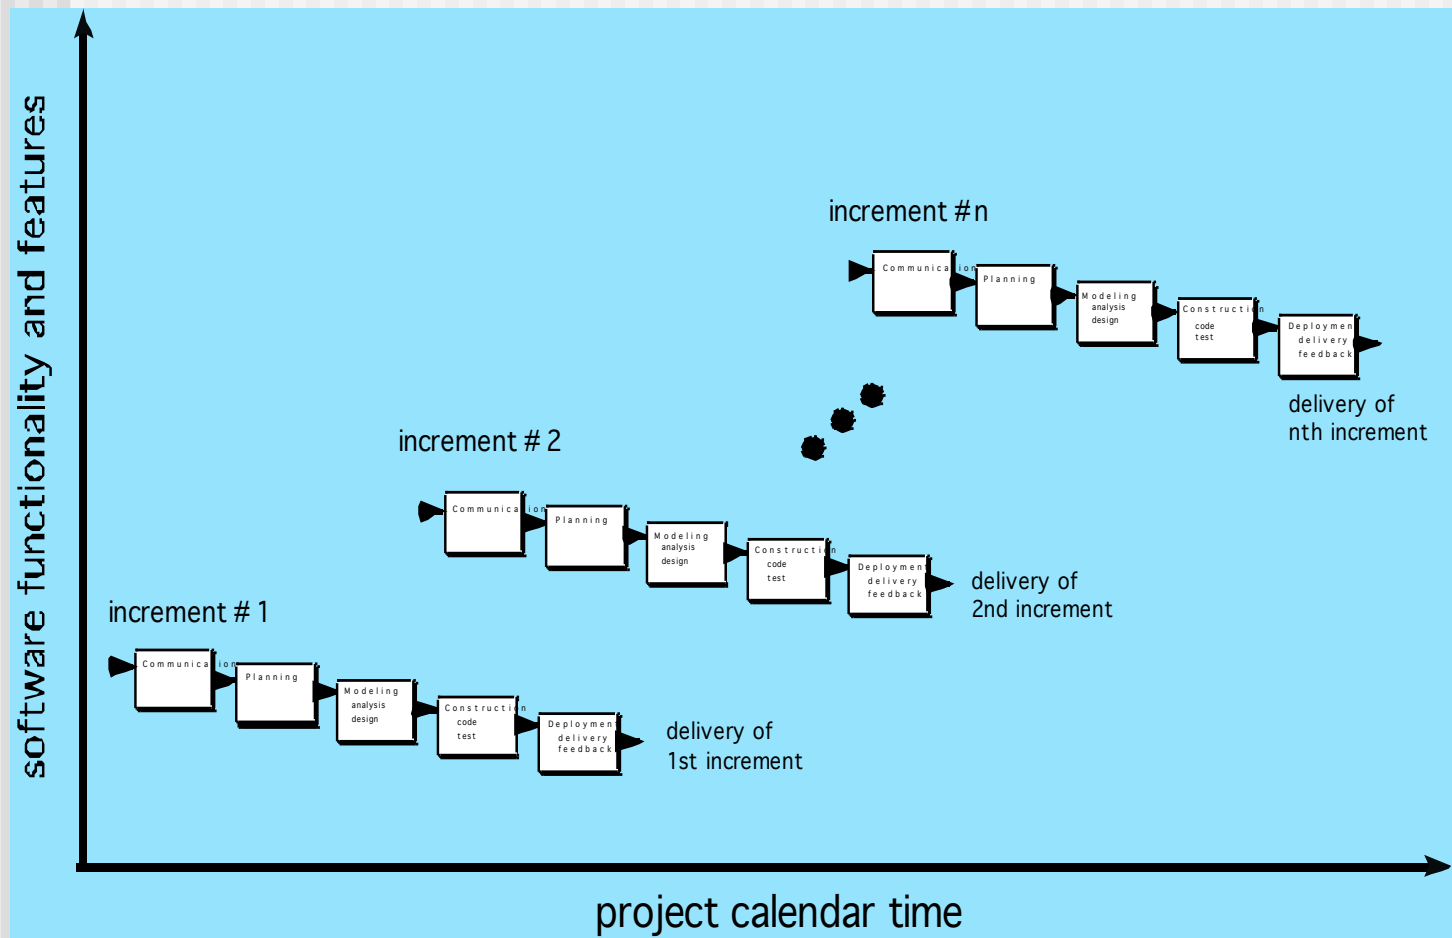 software functionality and features
increment #n
Communication
Planning
Modeling
analysis
design
Construction
code
test
Deploymen
delivery
feedback
delivery of
nth increment
increment # 2
Communication
Planning
Modeling
analysis
design
Construction
code
test
Deployment
delivery
feedback
delivery of
2nd increment
increment # 1
Communication
Planning
Modeling
analysis
design
Construction
code
test
Deployment
delivery
feedback
delivery of
1st increment
project calendar time